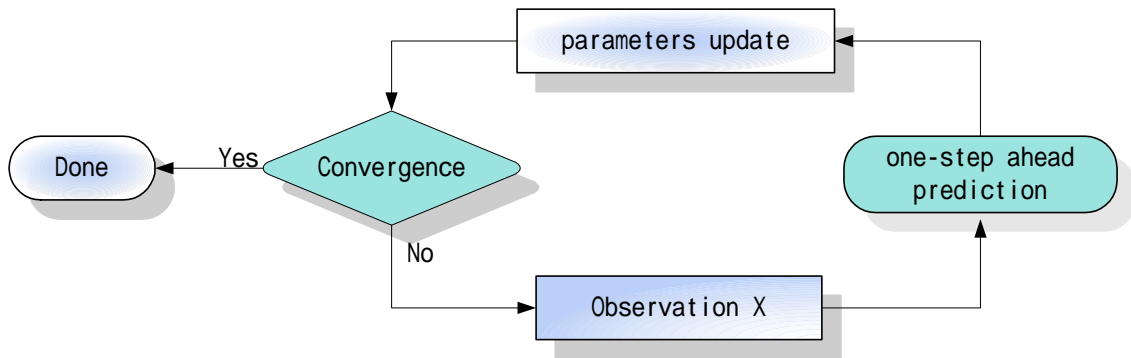 parameters update
Done
Yes
Convergence
one-step ahead
prediction
No
Observation X